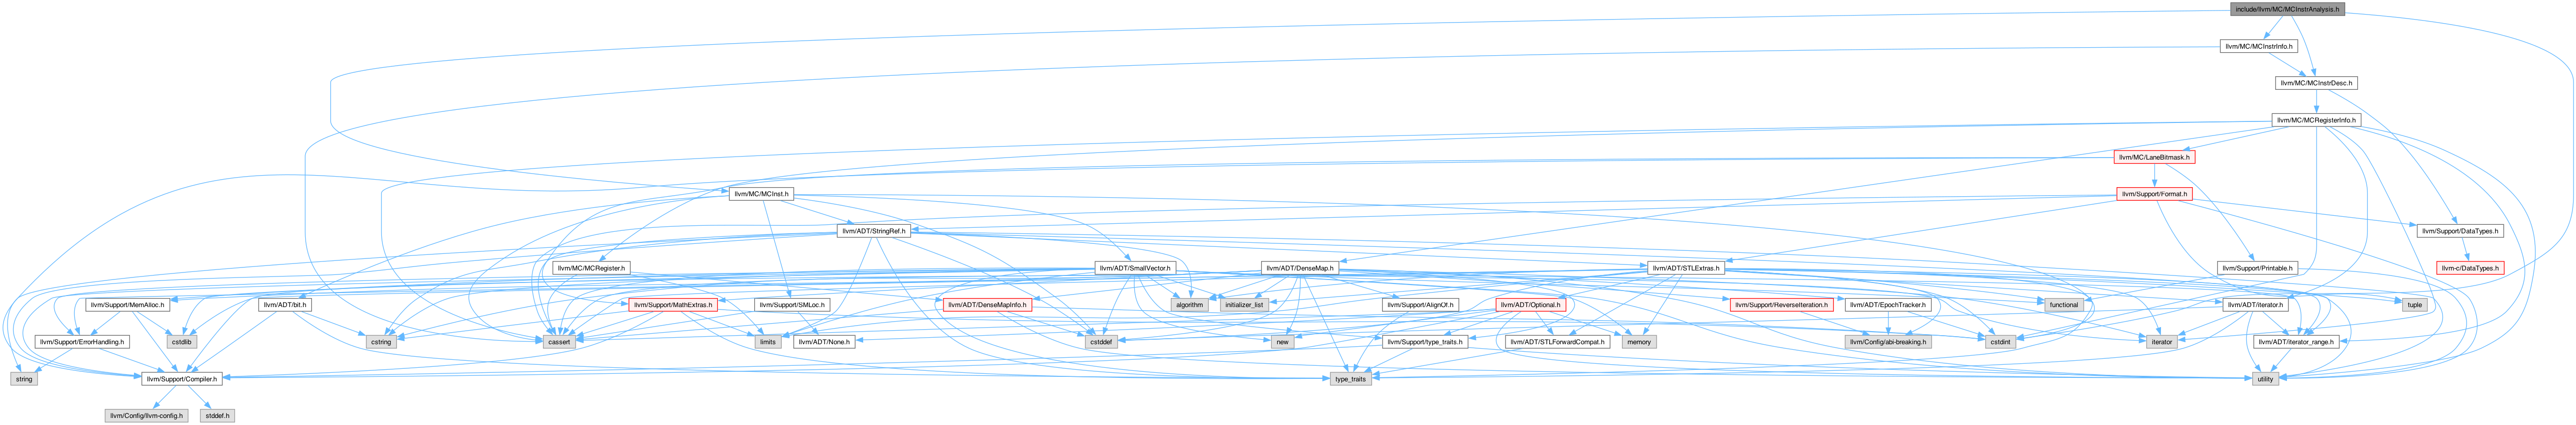 include/llvm/MC/MCInstrAnalysis.h
llvm/MC/MCInstrInfo.h
llvm/MC/MCInstrDesc.h
llvm/MC/MCRegisterInfo.h
llvm/MC/LaneBitmask.h
llvm/MC/MCInst.h
llvm/Support/Format.h
llvm/ADT/StringRef.h
llvm/Support/DataTypes.h
llvm/MC/MCRegister.h
llvm/ADT/SmallVector.h
llvm/ADT/DenseMap.h
llvm/ADT/STLExtras.h
llvm/Support/Printable.h
llvm-c/DataTypes.h
llvm/Support/MemAlloc.h
llvm/ADT/bit.h
llvm/Support/MathExtras.h
llvm/Support/SMLoc.h
llvm/ADT/DenseMapInfo.h
algorithm
initializer_list
llvm/Support/AlignOf.h
llvm/ADT/Optional.h
llvm/Support/ReverseIteration.h
llvm/ADT/EpochTracker.h
functional
llvm/ADT/iterator.h
tuple
llvm/Support/ErrorHandling.h
cstdlib
cstring
cassert
limits
llvm/ADT/None.h
cstddef
new
llvm/Support/type_traits.h
llvm/ADT/STLForwardCompat.h
memory
llvm/Config/abi-breaking.h
cstdint
iterator
llvm/ADT/iterator_range.h
string
llvm/Support/Compiler.h
type_traits
utility
llvm/Config/llvm-config.h
stddef.h